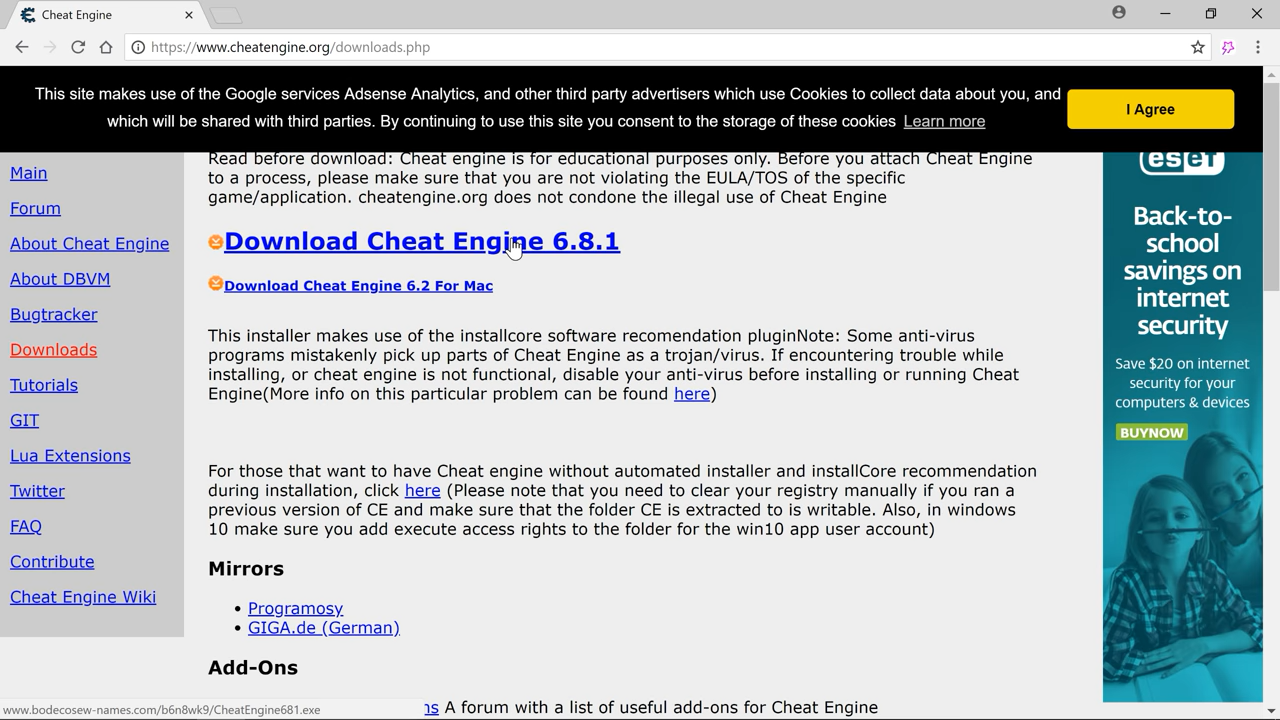 Cheat Engine
https://www.cheatengine.org/downloads.php
This site makes use of the Google services Adsense Analytics, and other third party advertisers which use Cookies to collect data about you, and
which will be shared with third parties. By continuing to use this site you consent to the storage of these cookies Learn more
I Agree
Main
Forum
About Cheat Engine
About DBVM
Bugtracker
Downloads
Tutorials
GIT
Lua Extensions
Twitter
FAQ
Contribute
Cheat Engine Wiki
Read before download: Cheat engine is for educational purposes only. Before you attach Cheat Engine
to a process, please make sure that you are not violating the EULA/TOS of the specific
game/application. cheatengine.org does not condone the illegal use of Cheat Engine
Download Cheat Engine 6.8.1
Download Cheat Engine 6.2 For Mac
This installer makes use of the installcore software recomendation pluginNote: Some anti-virus
programs mistakenly pick up parts of Cheat Engine as a trojan/virus. If encountering trouble while
installing, or cheat engine is not functional, disable your anti-virus before installing or running Cheat
Engine(More info on this particular problem can be found here)
For those that want to have Cheat engine without automated installer and installCore recommendation
during installation, click here (Please note that you need to clear your registry manually if you ran a
previous version of CE and make sure that the folder CE is extracted to is writable. Also, in windows
10 make sure you add execute access rights to the folder for the win10 app user account)
Mirrors
• Programosy
• GIGA.de (German)
Add-Ons
ns A forum with a list of useful add-ons for Cheat Engine
eset
Back-to-
school
savings on
internet
security
Save $20 on internet
security for your
computers & devices
BUYNOW
www.bodecosew-names.com/b6n8wk9/CheatEngine681.exe